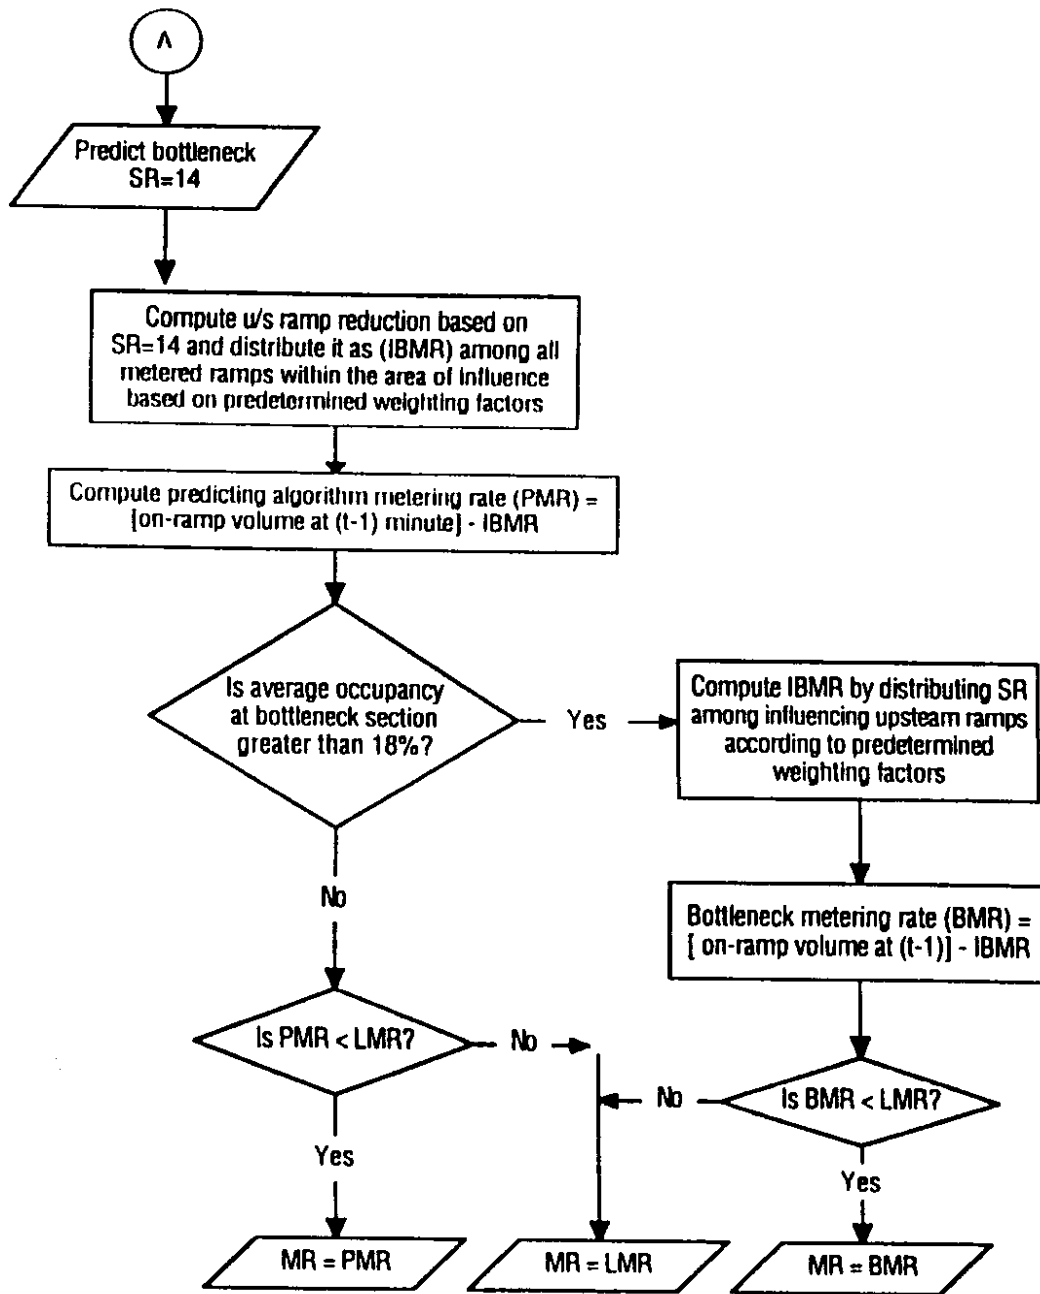 A
Predict bottleneck
SR=14
Compute u/s ramp reduction based on
SR=14 and distribute it as (IBMR) among all
metered ramps within the area of influence
based on predetermined weighting factors
Compute predicting algorithm metering rate (PMR) =
[on-ramp volume at (t-1) minute] - IBMR
Is average occupancy
at bottleneck section
greater than 18%?
Yes
Compute IBMR by distributing SR
among influencing upsteam ramps
according to predetermined
weighting factors
No
Bottleneck metering rate (BMR) =
[ on-ramp volume at (t-1)] - IBMR
Is PMR < LMR?
No
No
Is BMR < LMR?
Yes
Yes
MR = PMR
MR = LMR
MR = BMR